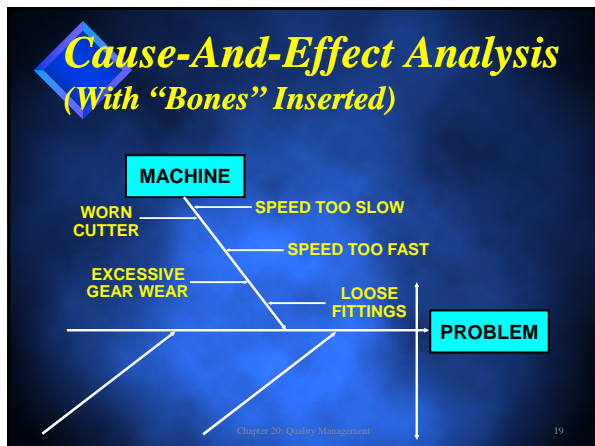 Cause-And-Effect Analysis
(With “Bones” Inserted)
MACHINE
WORN
CUTTER
SPEED TOO SLOW
SPEED TOO FAST
EXCESSIVE
GEAR WEAR
LOOSE
FITTINGS
PROBLEM
Chapter 20: Quality Management
19